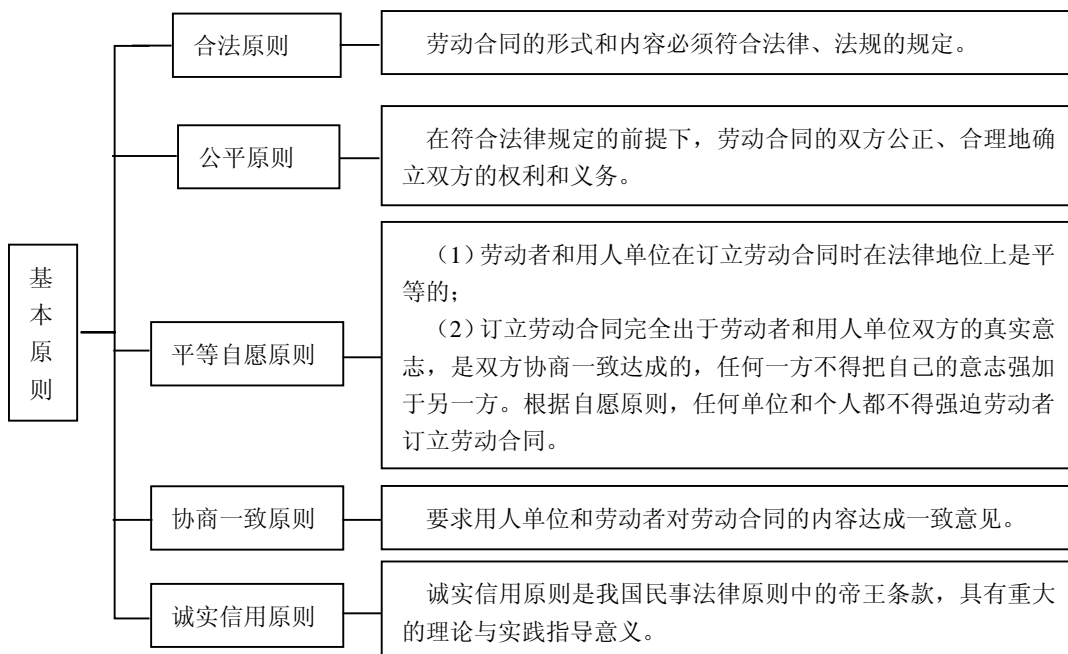 基
本
原
则
合法原则
劳动合同的形式和内容必须符合法律、法规的规定。
公平原则
在符合法律规定的前提下，劳动合同的双方公正、合理地确
立双方的权利和义务。
平等自愿原则
（1）劳动者和用人单位在订立劳动合同时在法律地位上是平
等的；
（2）订立劳动合同完全出于劳动者和用人单位双方的真实意
志，是双方协商一致达成的，任何一方不得把自己的意志强加
于另一方。根据自愿原则，任何单位和个人都不得强迫劳动者
订立劳动合同。
协商一致原则
要求用人单位和劳动者对劳动合同的内容达成一致意见。
诚实信用原则
诚实信用原则是我国民事法律原则中的帝王条款，具有重大
的理论与实践指导意义。